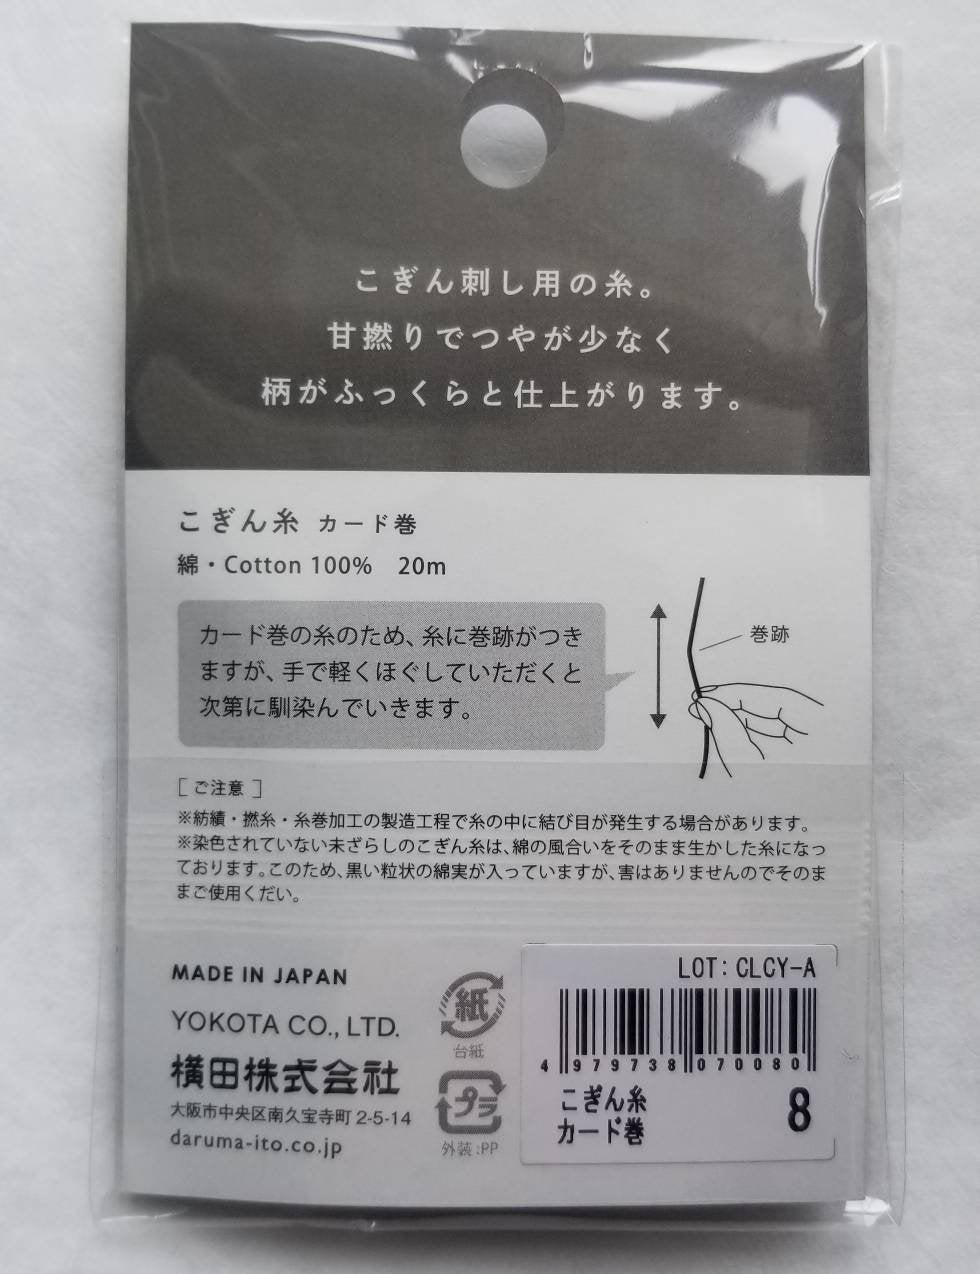 こぎん刺し用の糸。
甘撚りでつやが少なく
柄がふっくらと仕上がります。
こぎん糸 カード巻
綿・Cotton 100% 20m
カード巻の糸のため、糸に巻跡がつき
ますが、手で軽くほぐしていただくと
次第に馴染んでいきます。
巻跡
[ご注意]
※紡績・撚糸・糸巻加工の製造工程で糸の中に結び目が発生する場合があります。
※染色されていない未ざらしのこぎん糸は、綿の風合いをそのまま生かした糸になっ
ております。このため、黒い粒状の綿実が入っていますが、害はありませんのでそのま
まご使用くだい。
MADE IN JAPAN
YOKOTA CO., LTD.
横田株式会社
大阪市中央区南久宝寺町 2-5-14
daruma-ito.co.jp
紙
台紙
プラ
外装:PP
LOT: CLCY-A
4 979738 070080
こぎん糸
カード巻
8